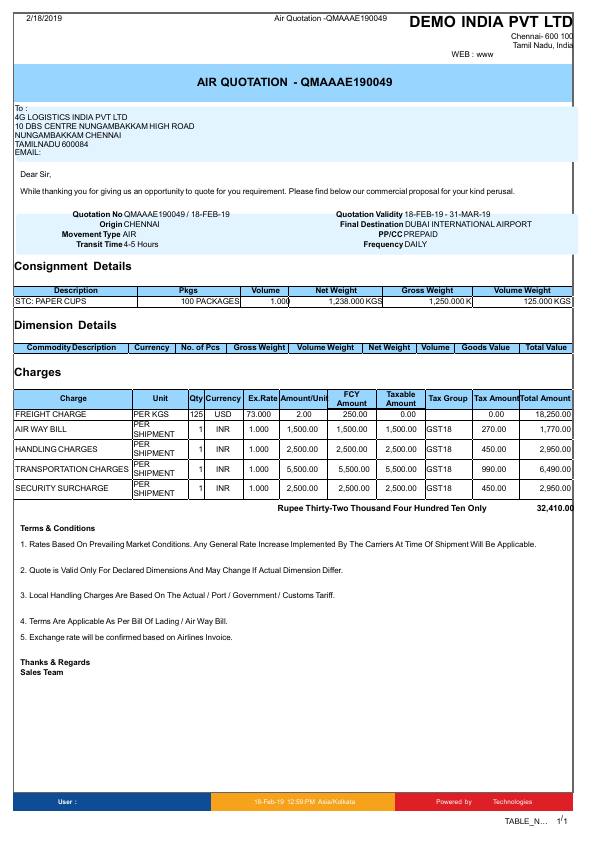 2/18/2019 Air Quotation -QMAAAE190049 DEMO INDIA PVT LTD
Chennai- 600 100
Tamil Nadu, India
WEB : www
AIR QUOTATION - QMAAAE190049
To :
4G LOGISTICS INDIA PVT LTD
10 DBS CENTRE NUNGAMBAKKAM HIGH ROAD
NUNGAMBAKKAM CHENNAI
TAMILNADU 600084
EMAIL:
Dear Sir,
While thanking you for giving us an opportunity to quote for you requirement. Please find below our commercial proposal for your kind perusal.
Quotation No QMAAAE190049 / 18-FEB-19 Quotation Validity 18-FEB-19 - 31-MAR-19
Origin CHENNAI Final Destination DUBAI INTERNATIONAL AIRPORT
Movement Type AIR PP/CC PREPAID
Transit Time 4-5 Hours Frequency DAILY
Consignment Details
Description Pkgs Volume Net Weight Gross Weight Volume Weight
STC: PAPER CUPS 100 PACKAGES 1.000 1,238.000 KGS 1,250.000 K 125.000 KGS
Dimension Details
Commodity Description Currency No. of Pcs Gross Weight Volume Weight Net Weight Volume Goods Value Total Value
Charges
Charge Unit Qty Currency Ex.Rate Amount/Unit FCY Amount Taxable Amount Tax Group Tax Amount Total Amount
FREIGHT CHARGE PER KGS 125 USD 73.000 2.00 250.00 0.00 0.00 18,250.00
AIR WAY BILL PER SHIPMENT 1 INR 1.000 1,500.00 1,500.00 1,500.00 GST18 270.00 1,770.00
HANDLING CHARGES PER SHIPMENT 1 INR 1.000 2,500.00 2,500.00 2,500.00 GST18 450.00 2,950.00
TRANSPORTATION CHARGES PER SHIPMENT 1 INR 1.000 5,500.00 5,500.00 5,500.00 GST18 990.00 6,490.00
SECURITY SURCHARGE PER SHIPMENT 1 INR 1.000 2,500.00 2,500.00 2,500.00 GST18 450.00 2,950.00
Rupee Thirty-Two Thousand Four Hundred Ten Only 32,410.00
Terms & Conditions
1. Rates Based On Prevailing Market Conditions. Any General Rate Increase Implemented By The Carriers At Time Of Shipment Will Be Applicable.
2. Quote is Valid Only For Declared Dimensions And May Change If Actual Dimension Differ.
3. Local Handling Charges Are Based On The Actual / Port / Government / Customs Tariff.
4. Terms Are Applicable As Per Bill Of Lading / Air Way Bill.
5. Exchange rate will be confirmed based on Airlines Invoice.
Thanks & Regards
Sales Team
User : 18-Feb-19 12:59:PM Asia/Kolkata Powered by Technologies
TABLE_N... 1/1